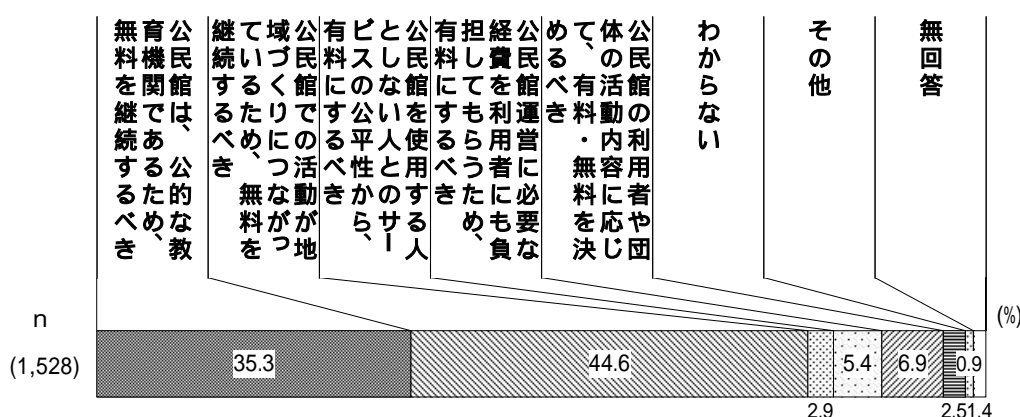 公民館は、公的な教
育機関であるため、
無料を継続するべき
公民館での活動が地
域づくりにつながっ
ているため、無料を
継続するべき
公民館を使用する人
としない人とのサー
ビスの公平性から、
有料にするべき
公民館運営に必要な
経費を利用者にも負
担してもらうため、
有料にするべき
公民館の利用者や団
体の活動内容に応じ
て、有料・無料を決
めるべき
わからない
その他
無回答
n
(%)
(1,528)
35.3
44.6
5.4
6.9
0.9
2.9
2.5
1.4